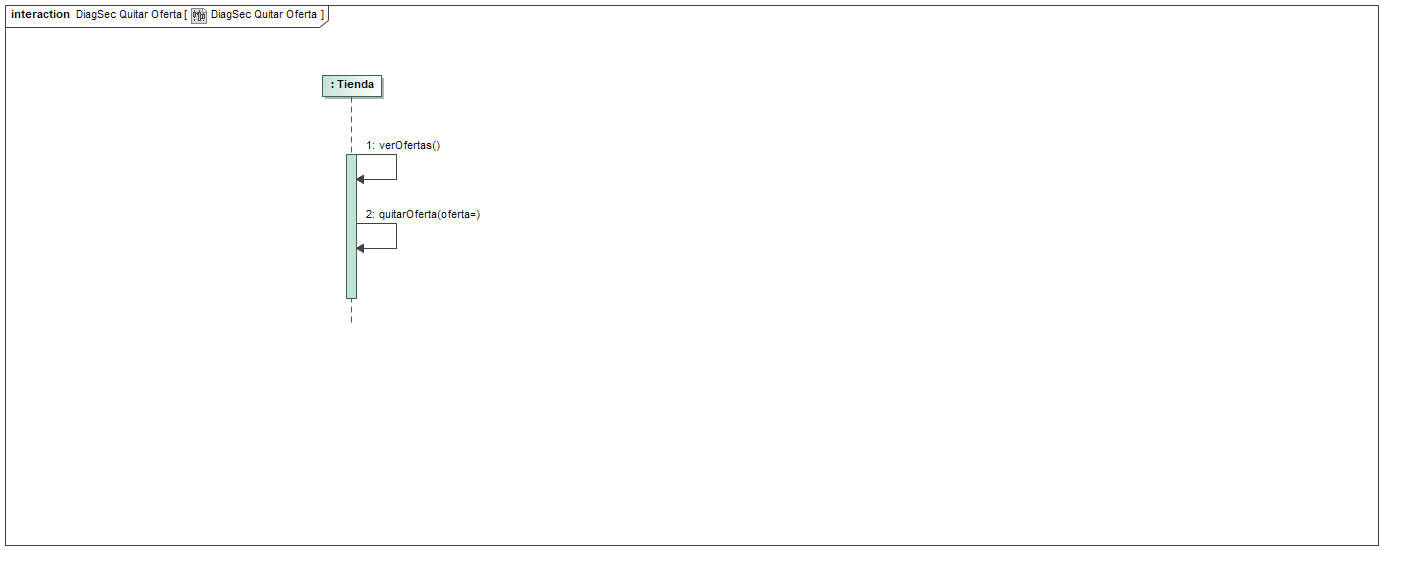 interaction DiagSec Quitar Oferta [ DiagSec Quitar Oferta ]
: Tienda
1: verOfertas()
2: quitarOferta(oferta=)